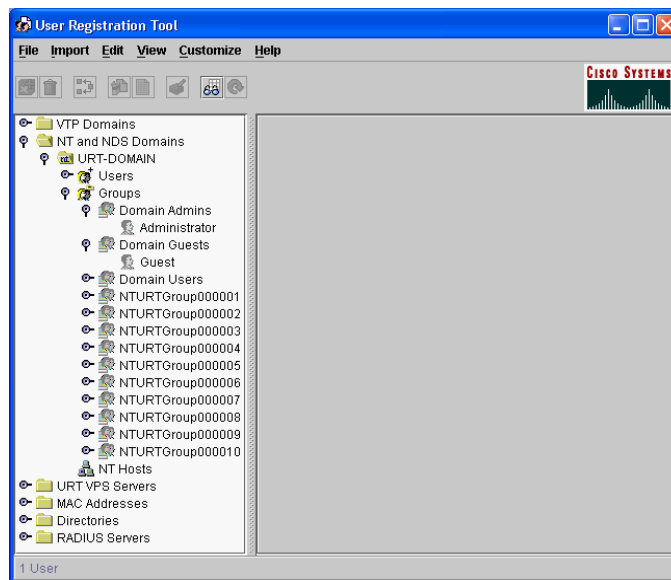 User Registration Tool
File Import Edit View Customize Help
CISCO SYSTEMS
VTP Domains
NT and NDS Domains
nt URT-DOMAIN
Users
Groups
Domain Admins
Administrator
Domain Guests
Guest
Domain Users
NTURTGroup000001
NTURTGroup000002
NTURTGroup000003
NTURTGroup000004
NTURTGroup000005
NTURTGroup000006
NTURTGroup000007
NTURTGroup000008
NTURTGroup000009
NTURTGroup000010
NT Hosts
URT VPS Servers
MAC Addresses
Directories
RADIUS Servers
1 User